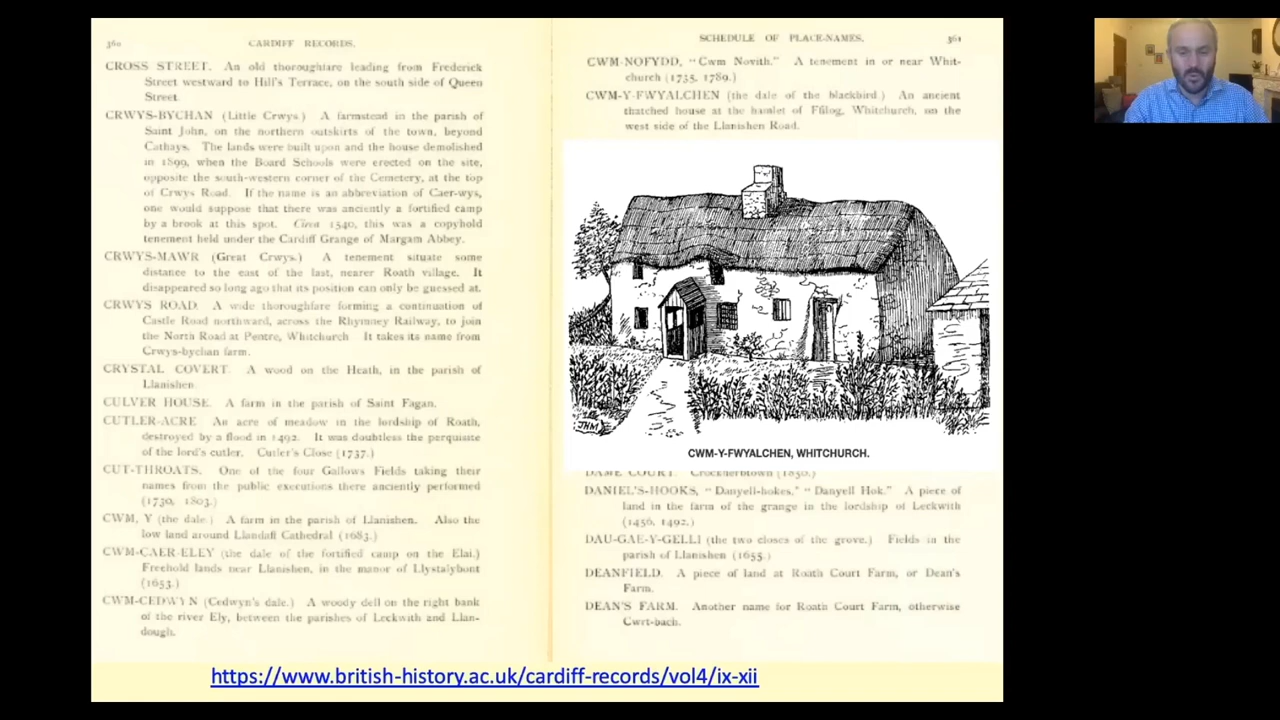 360
CARDIFF RECORDS.
CROSS STREET. An old thoroughfare leading from Frederick
Street westward to Hill's Terrace, on the south side of Queen
Street.
CRWYS-BYCHAN (Little Crwys.) A farmstead in the parish of
Saint John, on the northern outskirts of the town, beyond
Cathays. The lands were built upon and the house demolished
in 1899, when the Board Schools were erected on the site,
opposite the south-western corner of the Cemetery, at the top
of Crwys Road. If the name is an abbreviation of Caer-wys,
one would suppose that there was anciently a fortified camp
by a brook at this spot. Circa 1540, this was a copyhold
tenement held under the Cardiff Grange of Margam Abbey.
CRWYS-MAWR (Great Crwys.) A tenement situate some
distance to the east of the last, nearer Roath village. It
disappeared so long ago that its position can only be guessed at.
CRWYS ROAD. A wide thoroughfare forming a continuation of
Castle Road northward, across the Rhymney Railway, to join
the North Road at Pentre, Whitchurch It takes its name from
Crwys-bychan farm.
CRYSTAL COVERT. A wood on the Heath, in the parish of
Llanishen.
CULVER HOUSE. A farm in the parish of Saint Fagan.
CUTLER-ACRE An acre of meadow in the lordship of Roath,
destroyed by a flood in 1492. It was doubtless the perquisite
of the lord's cutler. Cutler's Close (1737.)
CUT-THROATS. One of the four Gallows Fields taking their
names from the public executions there anciently performed
(1730, 1803.)
CWM, Y (the dale.) A farm in the parish of Llanishen. Also the
low land around Llandaff Cathedral (1683.)
CWM-CAER-ELEY (the dale of the fortified camp on the Elai.)
Freehold lands near Llanishen, in the manor of Llystalybont
(1653.)
CWM-CEDWYN (Cedwyn's dale.) A woody dell on the right bank
of the river Ely, between the parishes of Leckwith and Llan-
dough.
SCHEDULE OF PLACE-NAMES.
361
CWM-NOFYDD, "Cwm Novith." A tenement in or near Whit-
church (1735, 1789.)
CWM-Y-FWYALCHEN (the dale of the blackbird.) An ancient
thatched house at the hamlet of Ffilog, Whitchurch, on the
west side of the Llanishen Road.
JHM
CWM-Y-FWYALCHEN, WHITCHURCH.
DAME COURT. Crockherbtown (1850.)
DANIEL'S-HOOKS, "Danyell-hokes," "Danyell Hok." A piece of
land in the farm of the grange in the lordship of Leckwith
(1456, 1492.)
DAU-GAE-Y-GELLI (the two closes of the grove.) Fields in the
parish of Llanishen (1655.)
DEANFIELD. A piece of land at Roath Court Farm, or Dean's
Farm.
DEAN'S FARM. Another name for Roath Court Farm, otherwise
Cwrt-bach.
https://www.british-history.ac.uk/cardiff-records/vol4/ix-xii